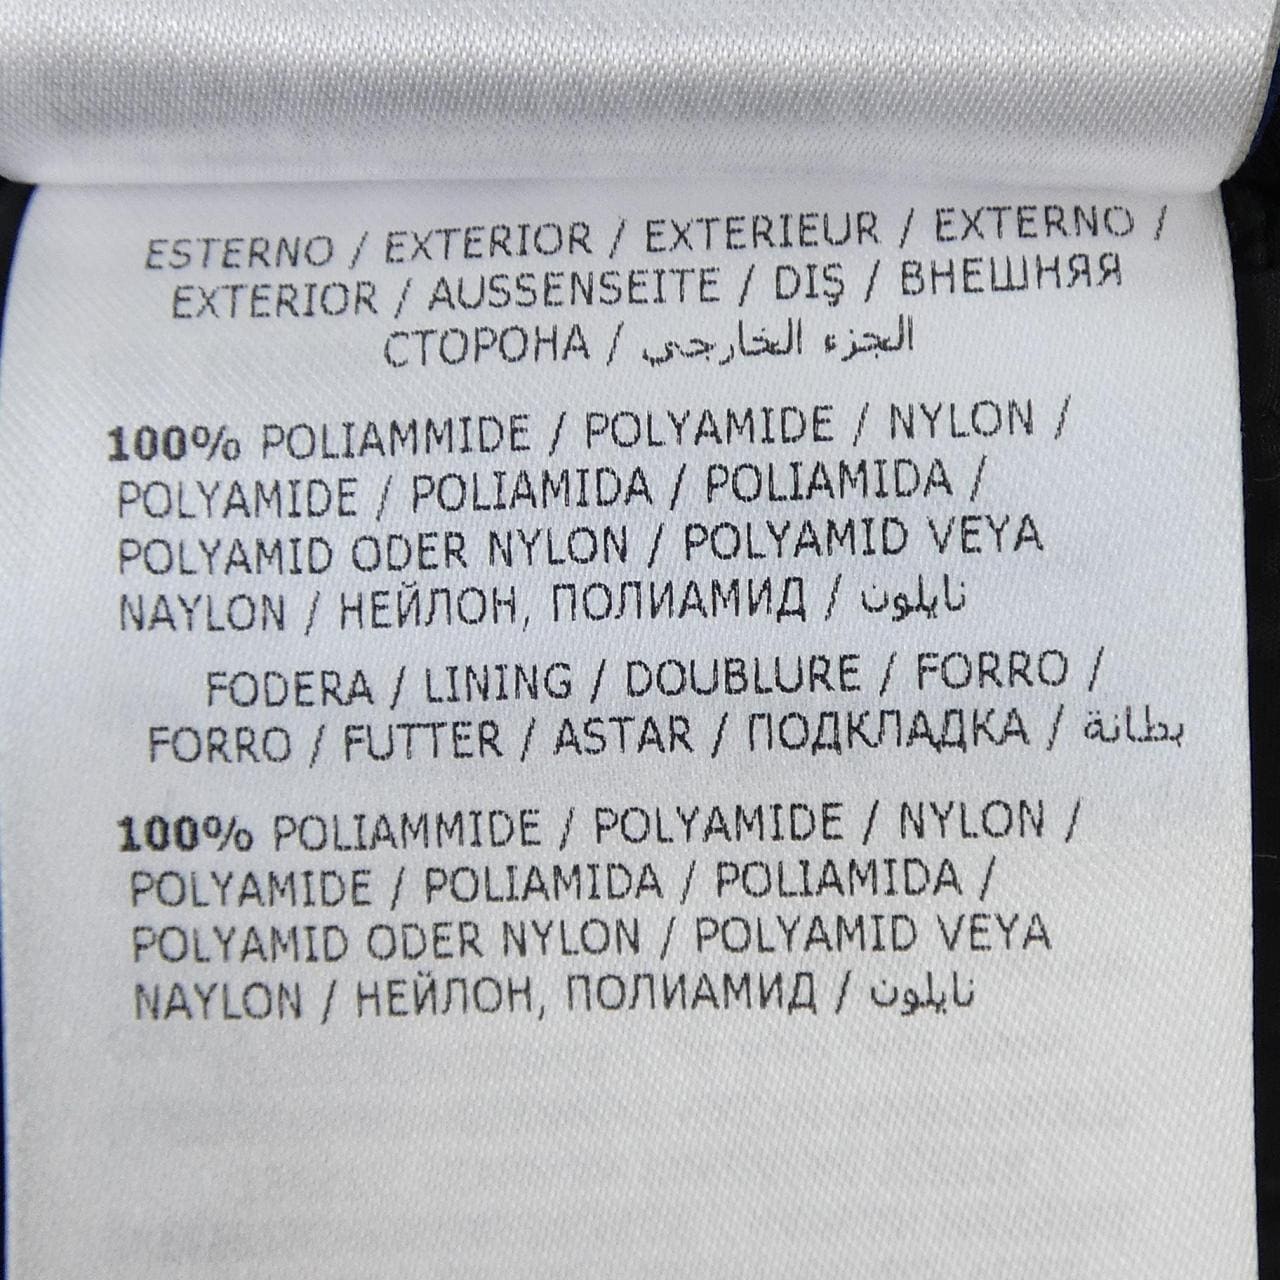 ESTERNO / EXTERIOR / EXTERIEUR / EXTERNO /
EXTERIOR / AUSSENSEITE / DIŞ / ВНЕШНЯЯ
СТОРОНА / الجزء الخارجي
100% POLIAMMIDE / POLYAMIDE / NYLON /
POLYAMIDE / POLIAMIDA / POLIAMIDA /
POLYAMID ODER NYLON / POLYAMID VEYA
NAYLON / НЕЙЛОН, ПОЛИАМИД / نايلون
FODERA / LINING / DOUBLURE / FORRO /
FORRO / FUTTER / ASTAR / ПОДКЛАДКА / بطانة
100% POLIAMMIDE / POLYAMIDE / NYLON /
POLYAMIDE / POLIAMIDA / POLIAMIDA /
POLYAMID ODER NYLON / POLYAMID VEYA
NAYLON / НЕЙЛОН, ПОЛИАМИД / نايلون